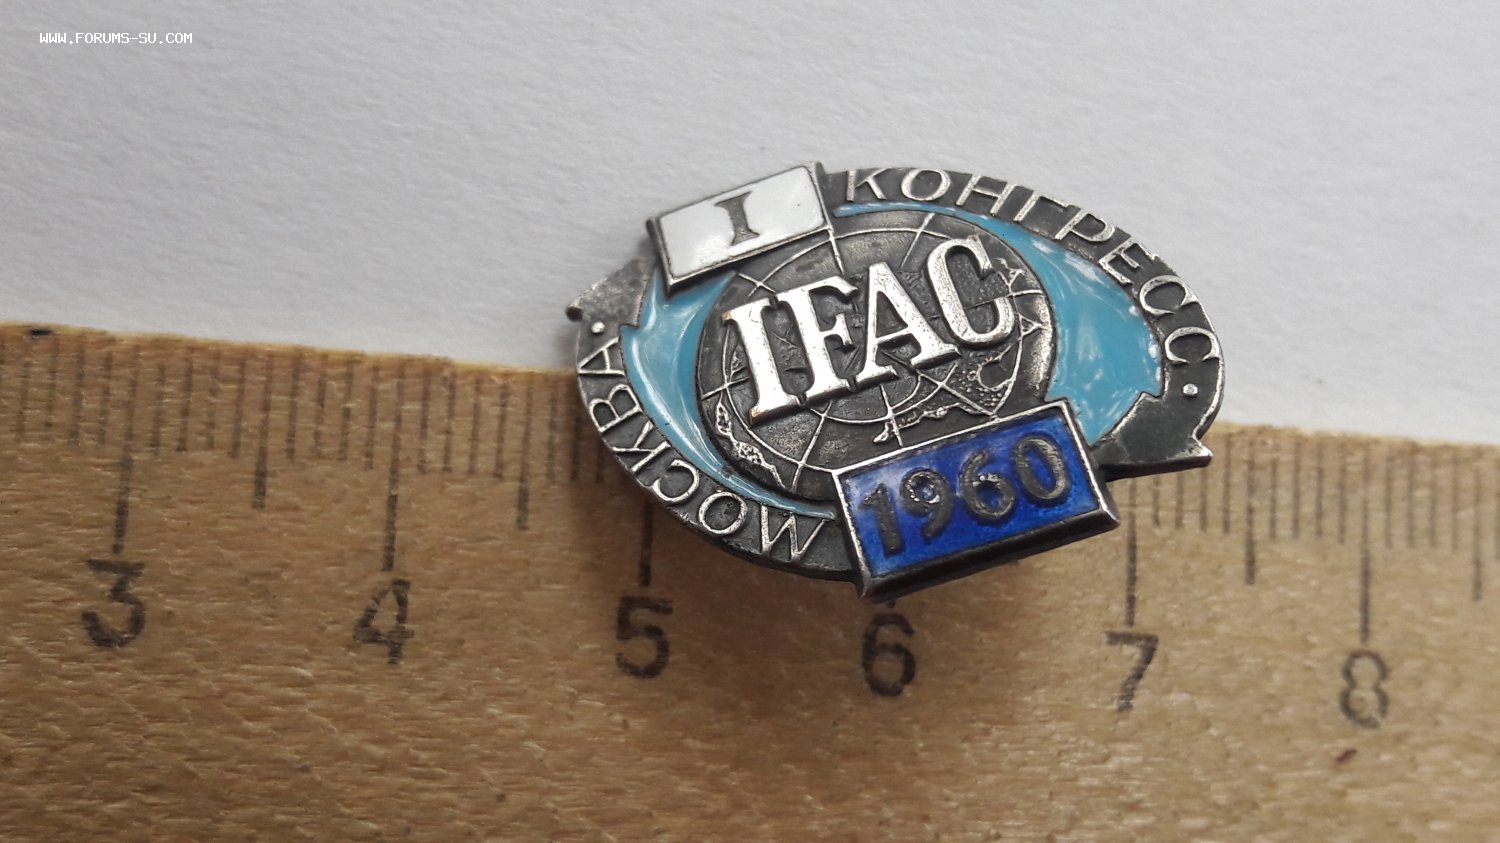 WWW.FORUMS-SU.COM
I
КОНГРЕСС
IFAC
МОСКВА
1960
3 4 5 6 7 8